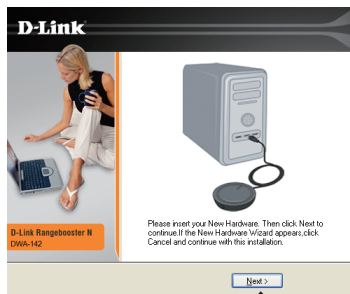 D-Link
Please insert your New Hardware. Then click Next to
continue.If the New Hardware Wizard appears,click
Cancel and continue with this installation.
D-Link Rangebooster N
DWA-142
Next >